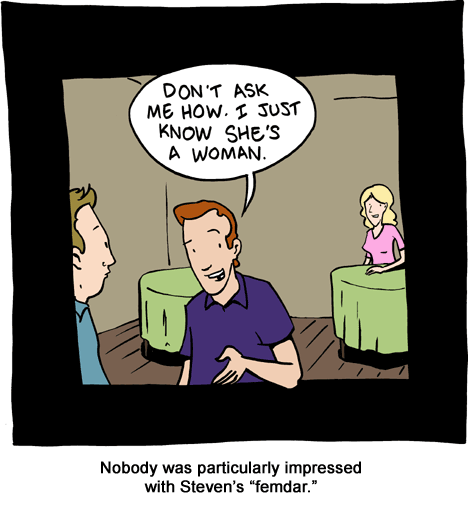 DON'T ASK
ME HOW. I JUST
KNOW SHE'S
A WOMAN.
Nobody was particularly impressed
with Steven's “femdar.”